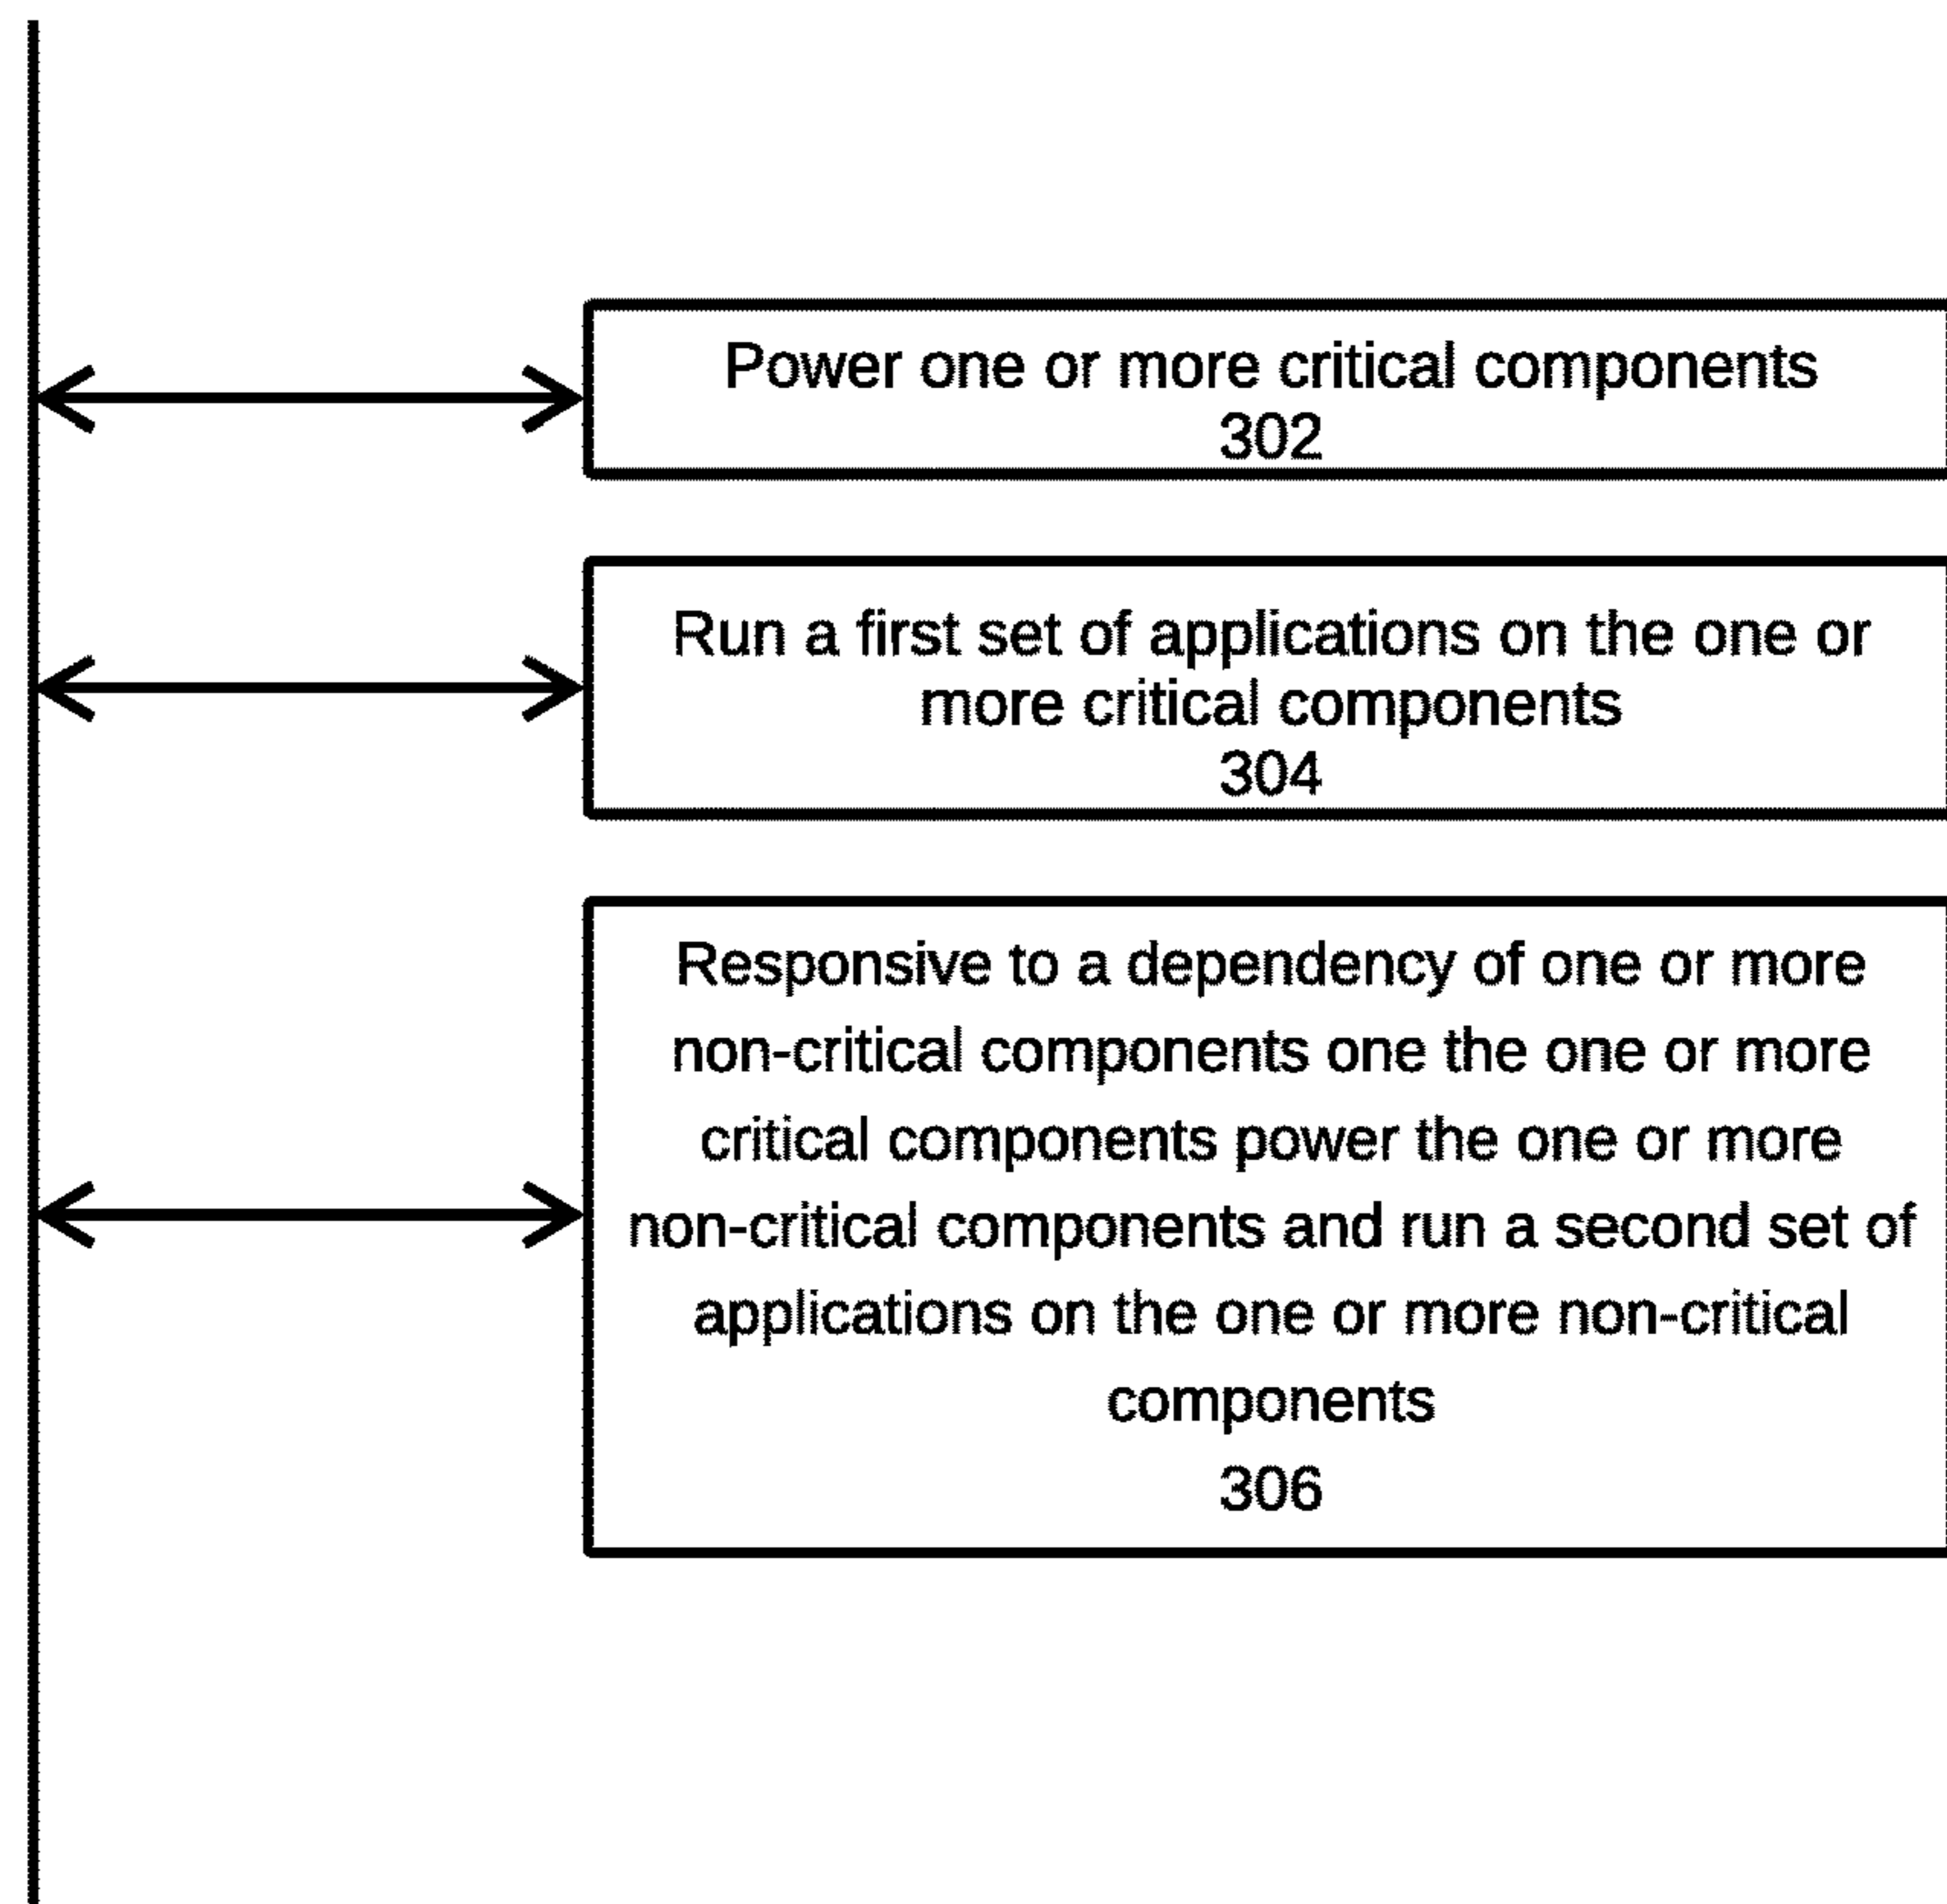 Power one or more critical components
302
Run a first set of applications on the one or
more critical components
304
Responsive to a dependency of one or more
non-critical components one the one or more
critical components power the one or more
non-critical components and run a second set of
applications on the one or more non-critical
components
306